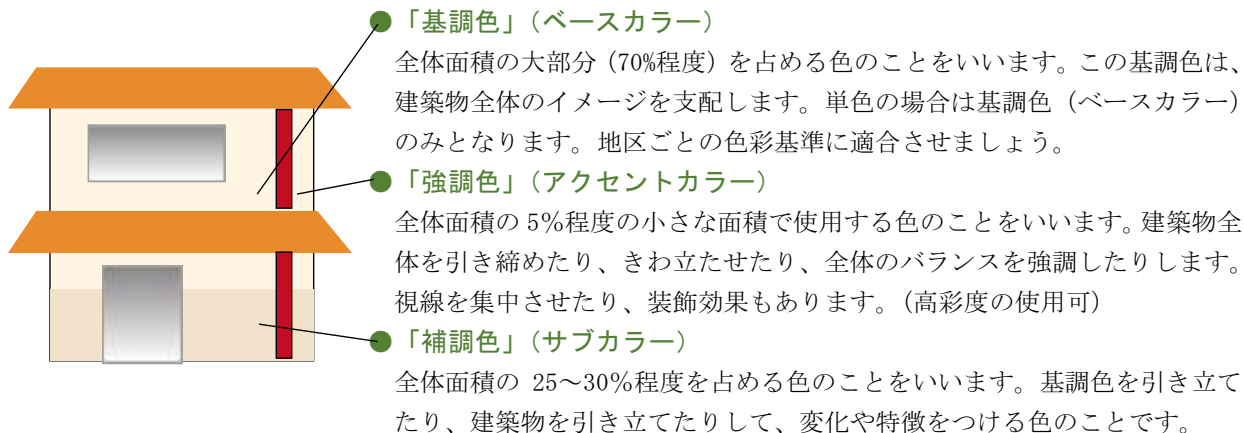 ●「基調色」(ベースカラー)
全体面積の大部分(70%程度)を占める色のことをいいます。この基調色は、
建築物全体のイメージを支配します。単色の場合は基調色(ベースカラー)
のみとなります。地区ごとの色彩基準に適合させましょう。
●「強調色」(アクセントカラー)
全体面積の 5%程度の小さな面積で使用する色のことをいいます。建築物全
体を引き締めたり、きわ立たせたり、全体のバランスを強調したりします。
視線を集中させたり、装飾効果もあります。(高彩度の使用可)
●「補調色」(サブカラー)
全体面積の 25~30%程度を占める色のことをいいます。基調色を引き立て
たり、建築物を引き立てたりして、変化や特徴をつける色のことです。